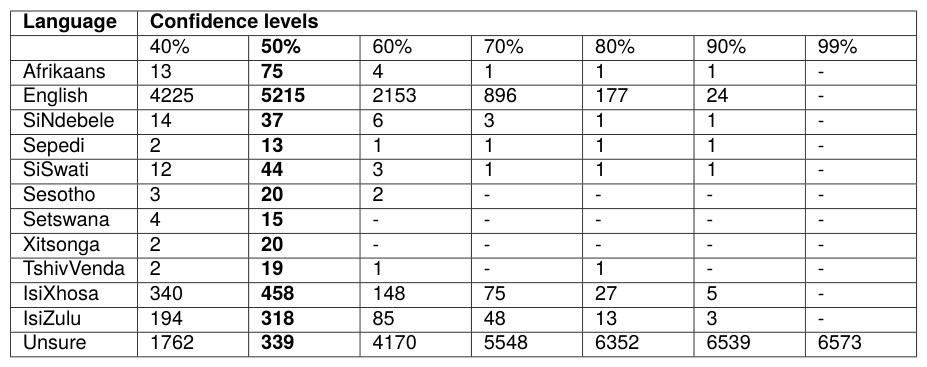 Language Confidence levels
40% 50% 60% 70% 80% 90% 99%
Afrikaans 13 75 4 1 1 1 -
English 4225 5215 2153 896 177 24 -
SiNdebele 14 37 6 3 1 1 -
Sepedi 2 13 1 1 1 1 -
SiSwati 12 44 3 1 1 1 -
Sesotho 3 20 2 - - - -
Setswana 4 15 - - - - -
Xitsonga 2 20 - - - - -
TshivVenda 2 19 1 - 1 - -
IsiXhosa 340 458 148 75 27 5 -
IsiZulu 194 318 85 48 13 3 -
Unsure 1762 339 4170 5548 6352 6539 6573